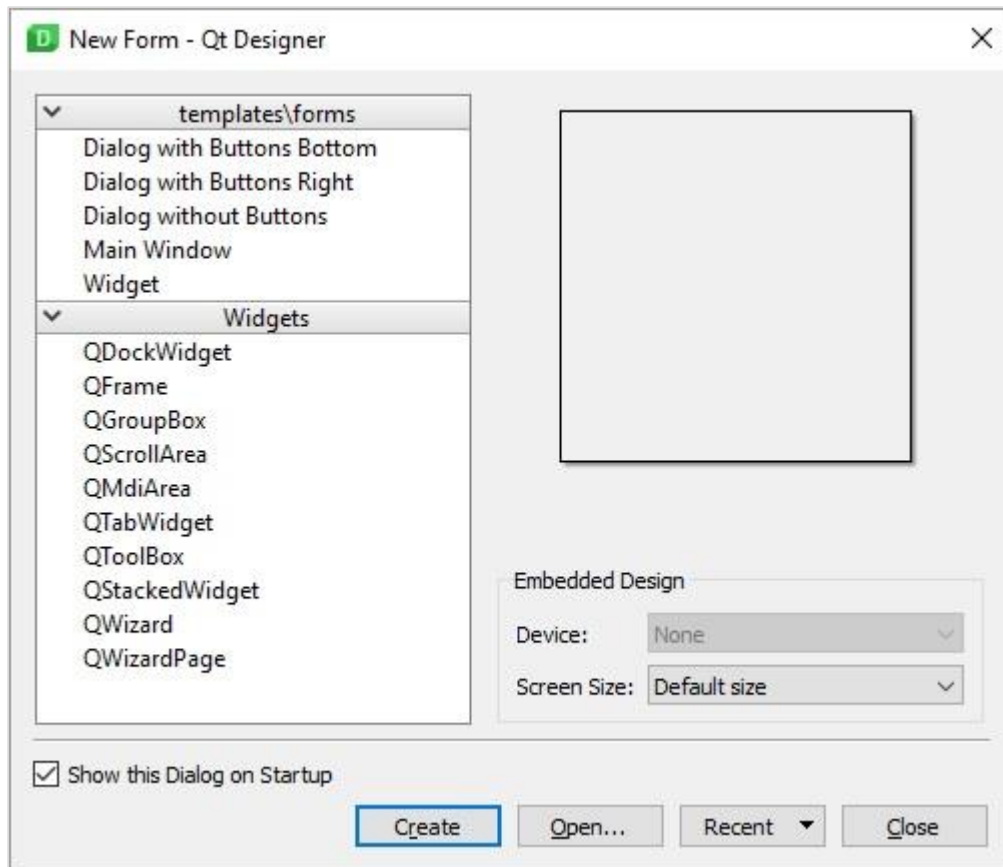 D New Form - Qt Designer
templates\forms
Dialog with Buttons Bottom
Dialog with Buttons Right
Dialog without Buttons
Main Window
Widget
Widgets
QDockWidget
QFrame
QGroupBox
QScrollArea
QMdiArea
QTabWidget
QToolBox
QStackedWidget
QWizard
QWizardPage
Embedded Design
Device: None
Screen Size: Default size
Show this Dialog on Startup
Create Open... Recent Close